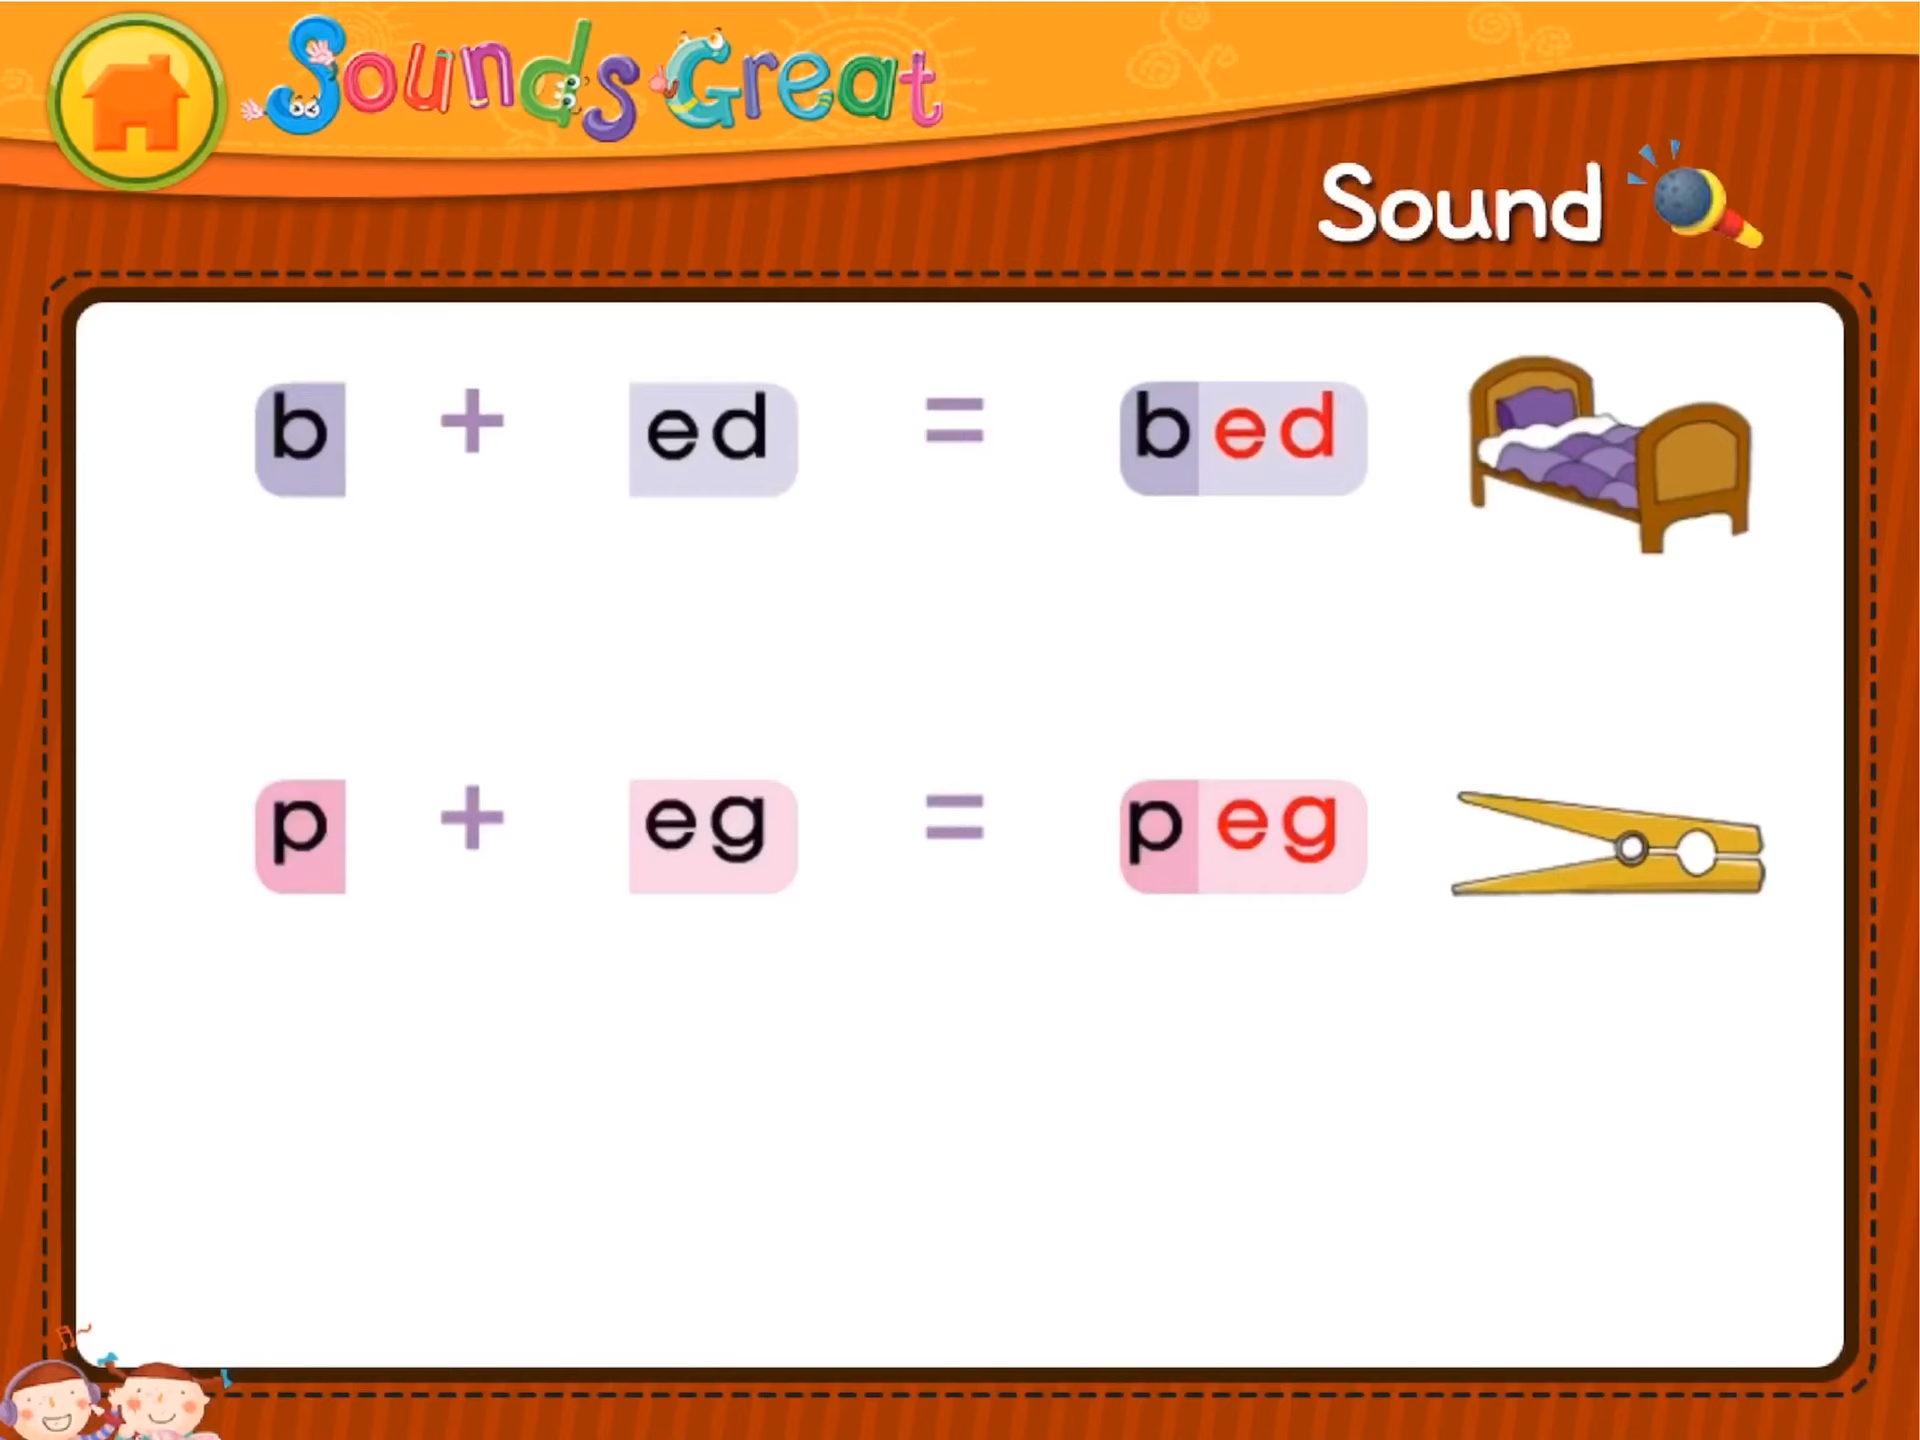 Sounds Great
Sound
b + ed = bed
p + eg = peg